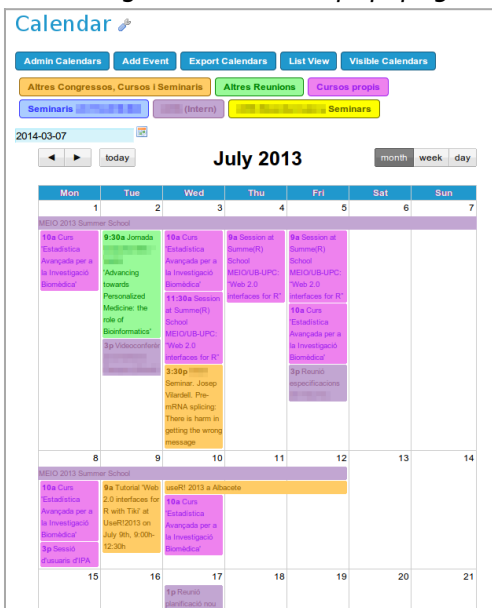 Calendar
Admin Calendars Add Event Export Calendars List View Visible Calendars
Altres Congressos, Cursos i Seminaris Altres Reunions Cursos propis
Seminaris (Intern) Seminars
2014-03-07
today July 2013 month week day
Mon Tue Wed Thu Fri Sat Sun
1 2 3 4 5 6 7
MEIO 2013 Summer School
10a Curs
'Estadística
Avançada per a
la Investigació
Biomèdica'
9:30a Jornada
'Advancing
towards
Personalized
Medicine: the
role of
Bioinformatics'
3p Videoconferèn
10a Curs
'Estadística
Avançada per a
la Investigació
Biomèdica'
11:30a Session
at Summe(R)
School
MEIO/UB-UPC:
"Web 2.0
interfaces for R"
3:30p
Seminar. Josep
Vilardell. Pre-
mRNA splicing:
There is harm in
getting the wrong
message
9a Session at
Summe(R)
School
MEIO/UB-UPC:
"Web 2.0
interfaces for R"
9a Session at
Summe(R)
School
MEIO/UB-UPC:
"Web 2.0
interfaces for R"
10a Curs
'Estadística
Avançada per a
la Investigació
Biomèdica'
3p Reunió
especificacions
8 9 10 11 12 13 14
MEIO 2013 Summer School
10a Curs
'Estadística
Avançada per a
la Investigació
Biomèdica'
3p Sessió
d'usuaris d'IPA
9a Tutorial 'Web
2.0 interfaces for
R with Tiki' at
UseR!2013 on
July 9th, 9:00h-
12:30h
useR! 2013 a Albacete
10a Curs
'Estadística
Avançada per a
la Investigació
Biomèdica'
15 16 17 18 19 20 21
1p Reunió
planificació nou